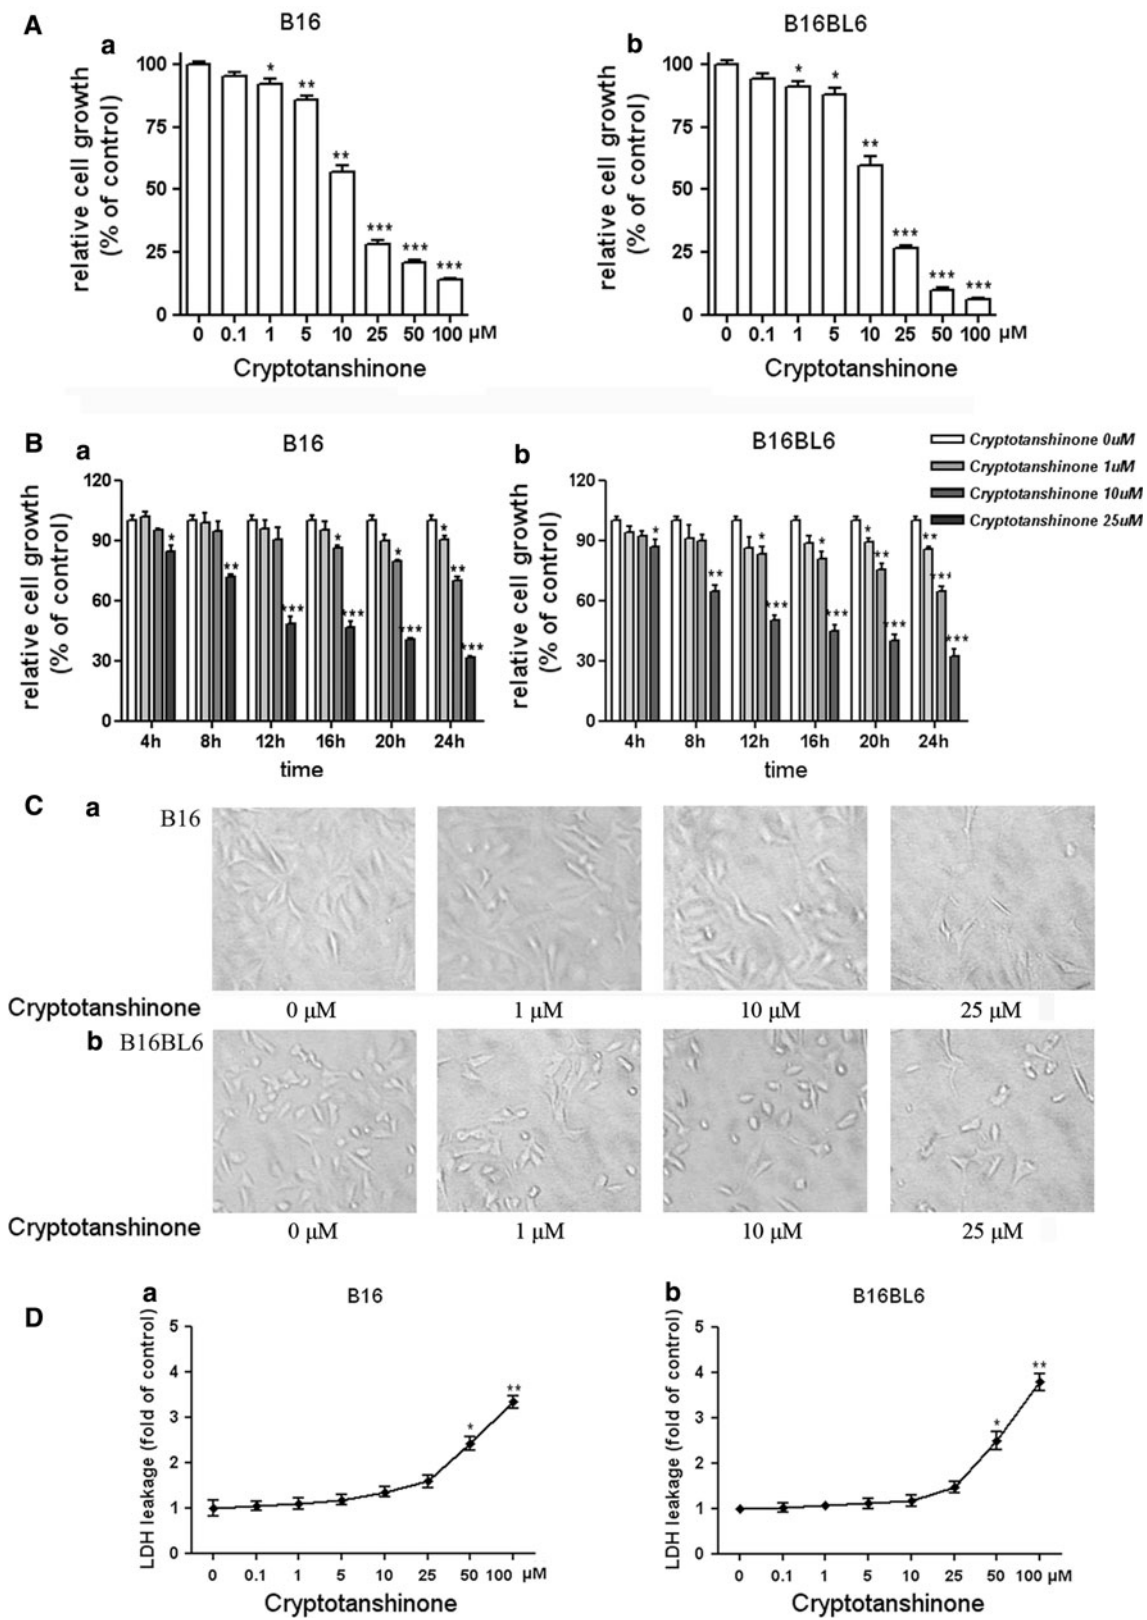 A
a
B16
relative cell growth
(% of control)
100
75
50
25
0
*
**
**
***
***
***
0 0.1 1 5 10 25 50 100 μM
Cryptotanshinone
b
B16BL6
relative cell growth
(% of control)
100
75
50
25
0
*
*
**
***
***
***
0 0.1 1 5 10 25 50 100 μM
Cryptotanshinone
B
a
B16
relative cell growth
(% of control)
120
90
60
30
0
*
**
***
*
***
*
***
*
**
***
4h 8h 12h 16h 20h 24h
time
b
B16BL6
relative cell growth
(% of control)
120
90
60
30
0
*
**
*
***
*
***
*
**
***
**
***
***
4h 8h 12h 16h 20h 24h
time
Cryptotanshinone 0uM
Cryptotanshinone 1uM
Cryptotanshinone 10uM
Cryptotanshinone 25uM
C
a
B16
Cryptotanshinone 0 μM 1 μM 10 μM 25 μM
b
B16BL6
Cryptotanshinone 0 μM 1 μM 10 μM 25 μM
D
a
B16
LDH leakage (fold of control)
5
4
3
2
1
0
*
**
0 0.1 1 5 10 25 50 100 μM
Cryptotanshinone
b
B16BL6
LDH leakage (fold of control)
5
4
3
2
1
0
*
**
0 0.1 1 5 10 25 50 100 μM
Cryptotanshinone